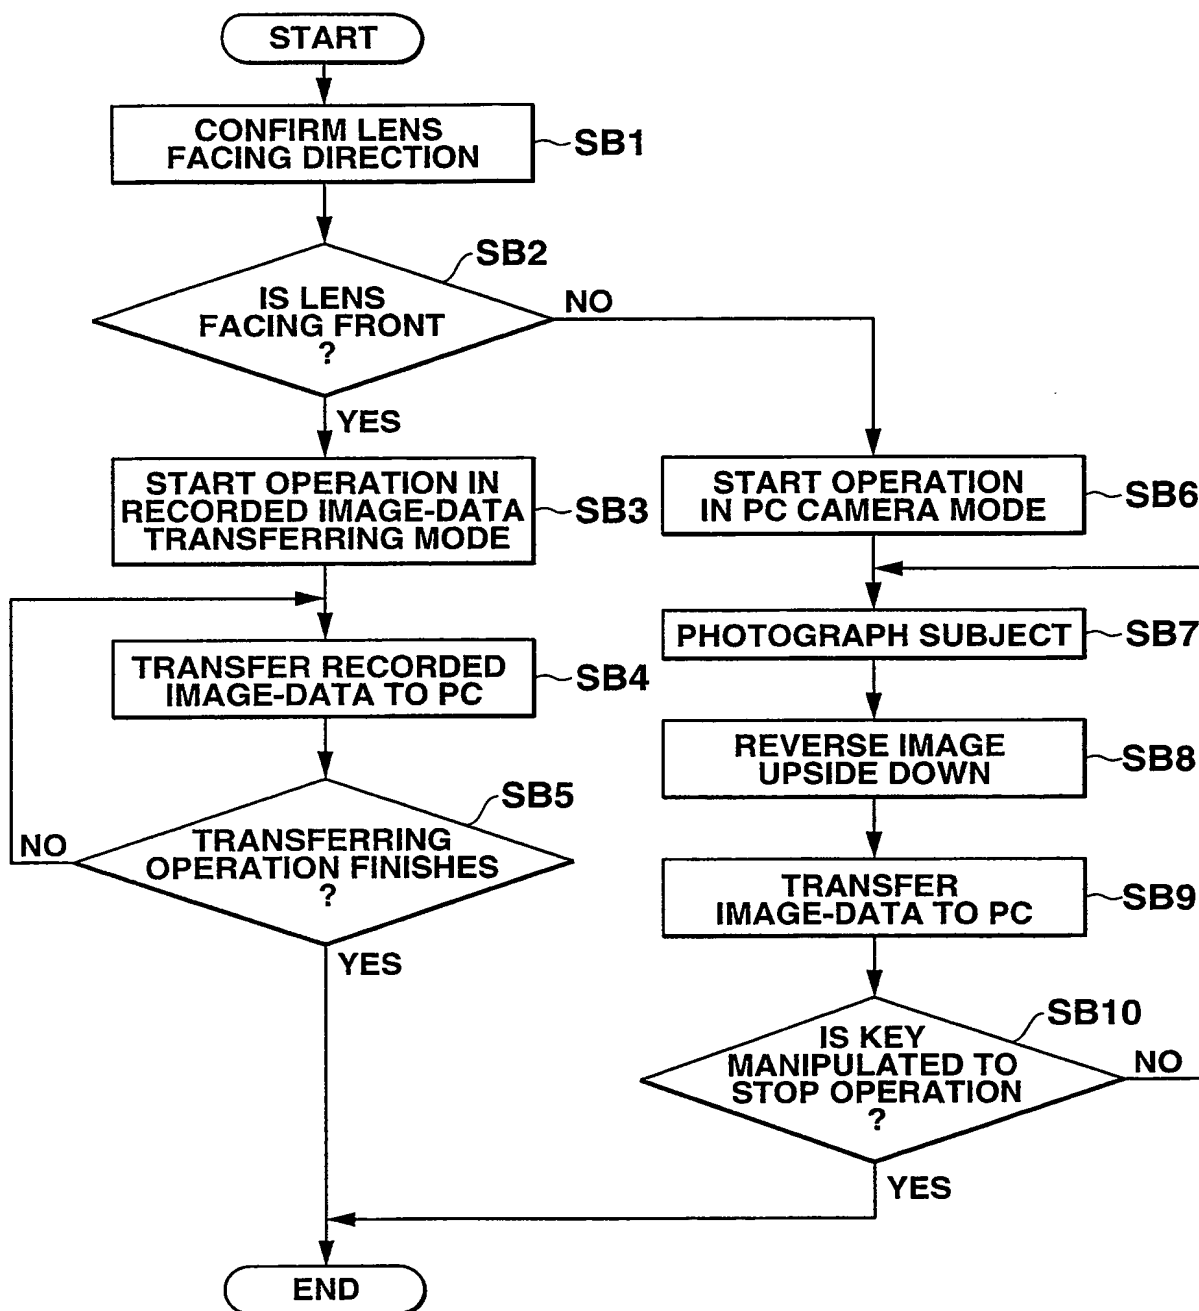 START
CONFIRM LENS
FACING DIRECTION
SB1
SB2
IS LENS
FACING FRONT
?
NO
YES
START OPERATION IN
RECORDED IMAGE-DATA
TRANSFERRING MODE
SB3
TRANSFER RECORDED
IMAGE-DATA TO PC
SB4
SB5
TRANSFERRING
OPERATION FINISHES
?
NO
YES
START OPERATION
IN PC CAMERA MODE
SB6
PHOTOGRAPH SUBJECT
SB7
REVERSE IMAGE
UPSIDE DOWN
SB8
TRANSFER
IMAGE-DATA TO PC
SB9
SB10
IS KEY
MANIPULATED TO
STOP OPERATION
?
NO
YES
END